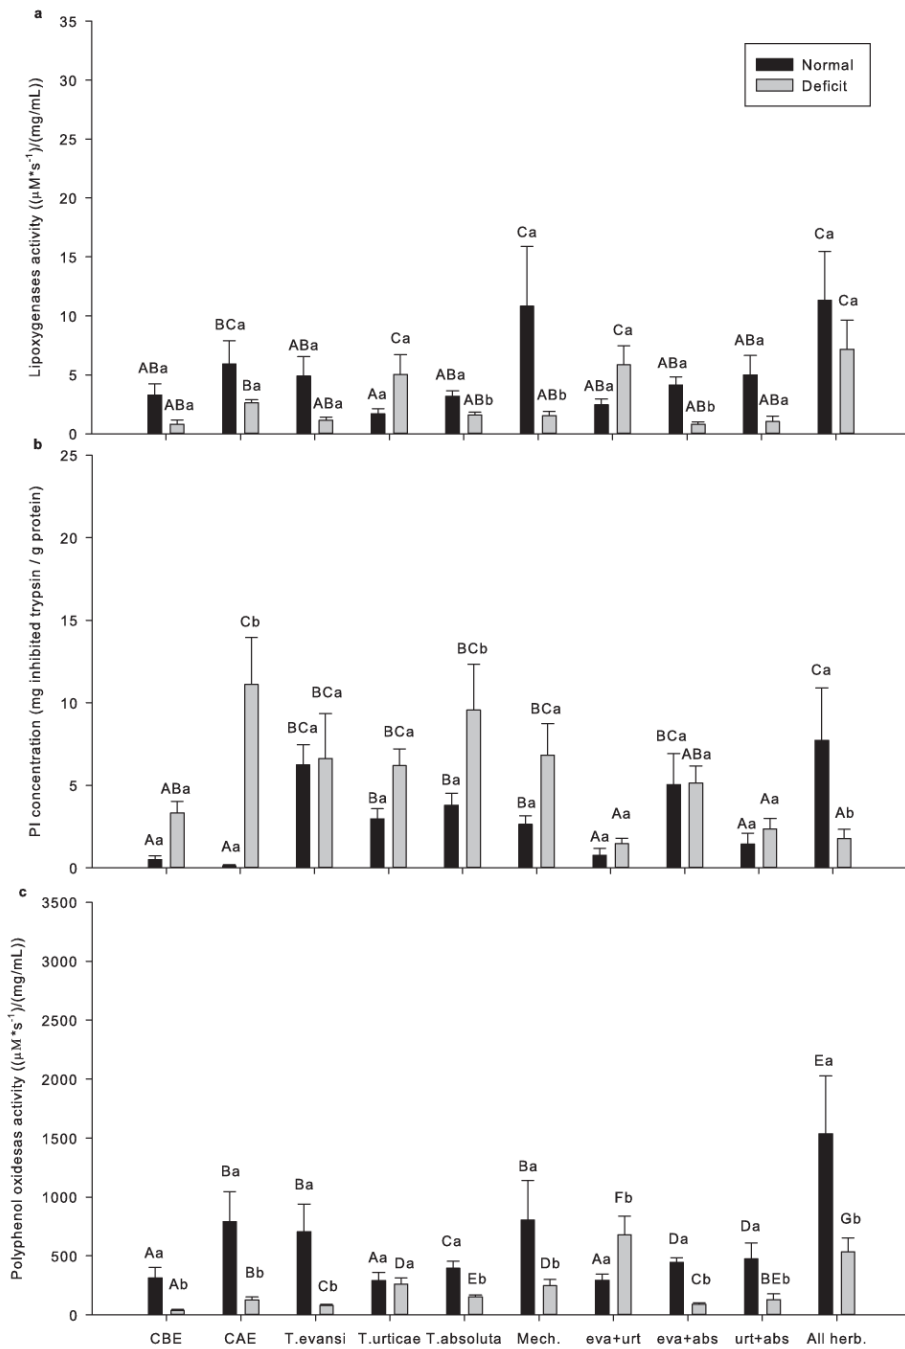 a
35
30
25
20
15
10
5
0
Lipoxygenases activity ((µM*s⁻¹)/(mg/mL))
Normal
Deficit
ABa ABa BCa Ba ABa ABa Aa Ca ABa ABb Ca ABb ABa Ca ABa ABb ABa ABa Ca Ca
b
25
20
15
10
5
0
PI concentration (mg inhibited trypsin / g protein)
Aa ABa Aa Cb BCa BCa Ba BCa Ba BCb Ba BCa Aa Aa BCa ABa Aa Aa Ca Ab
c
3500
3000
2500
2000
1500
1000
500
0
Polyphenol oxidesas activity ((µM*s⁻¹)/(mg/mL))
Aa Ab Ba Bb Ba Cb Aa Da Ca Eb Ba Db Aa Fb Da Cb Da BEb Ea Gb
CBE CAE T.evansi T.urticae T.absoluta Mech. eva+urt eva+abs urt+abs All herb.